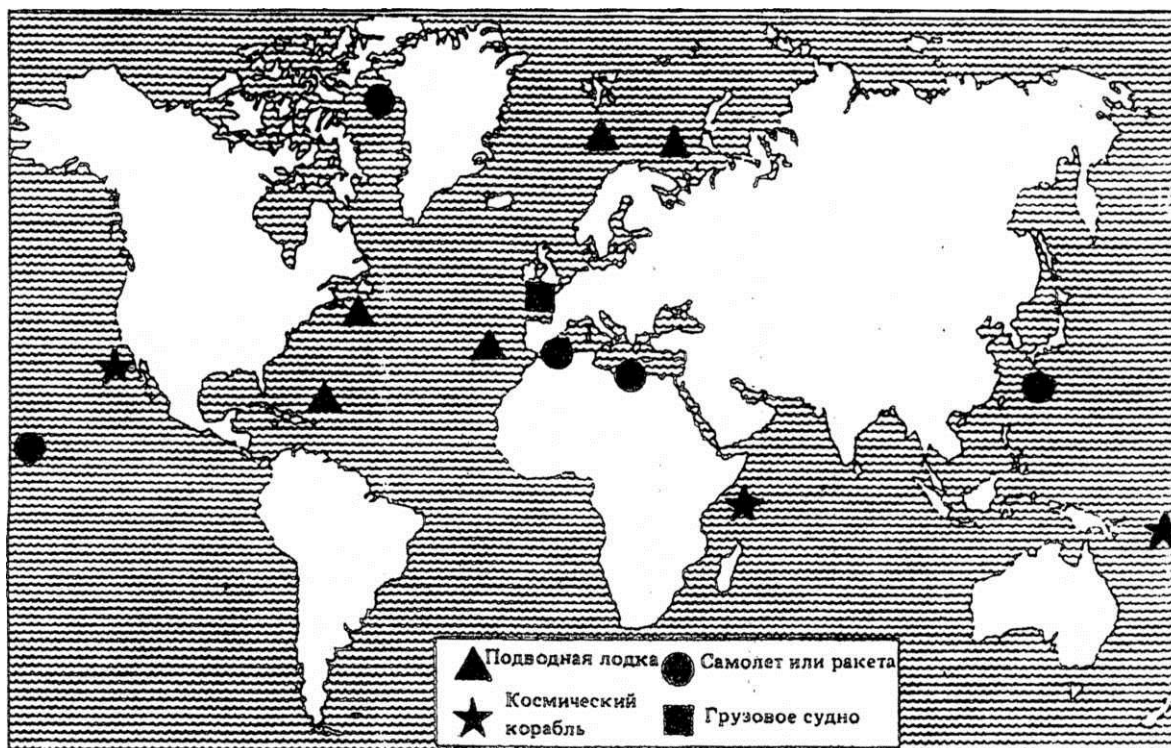 Подводная лодка
Самолет или ракета
Космический
корабль
Грузовое судно